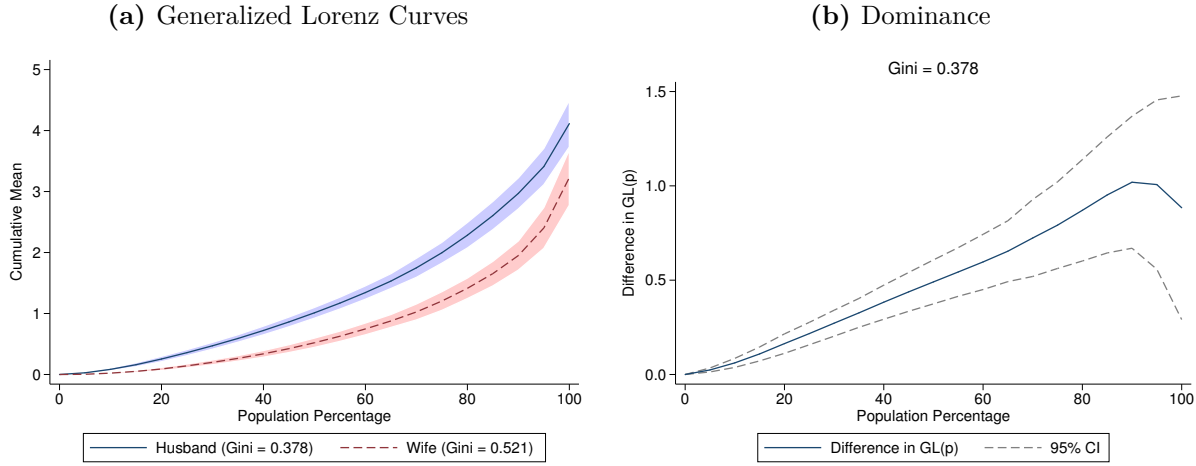 (a) Generalized Lorenz Curves
5
4
3
2
1
0
Cumulative Mean
0 20 40 60 80 100
Population Percentage
Husband (Gini = 0.378) Wife (Gini = 0.521)
(b) Dominance
Gini = 0.378
1.5
1.0
0.5
0.0
Difference in GL(p)
0 20 40 60 80 100
Population Percentage
Difference in GL(p) 95% CI